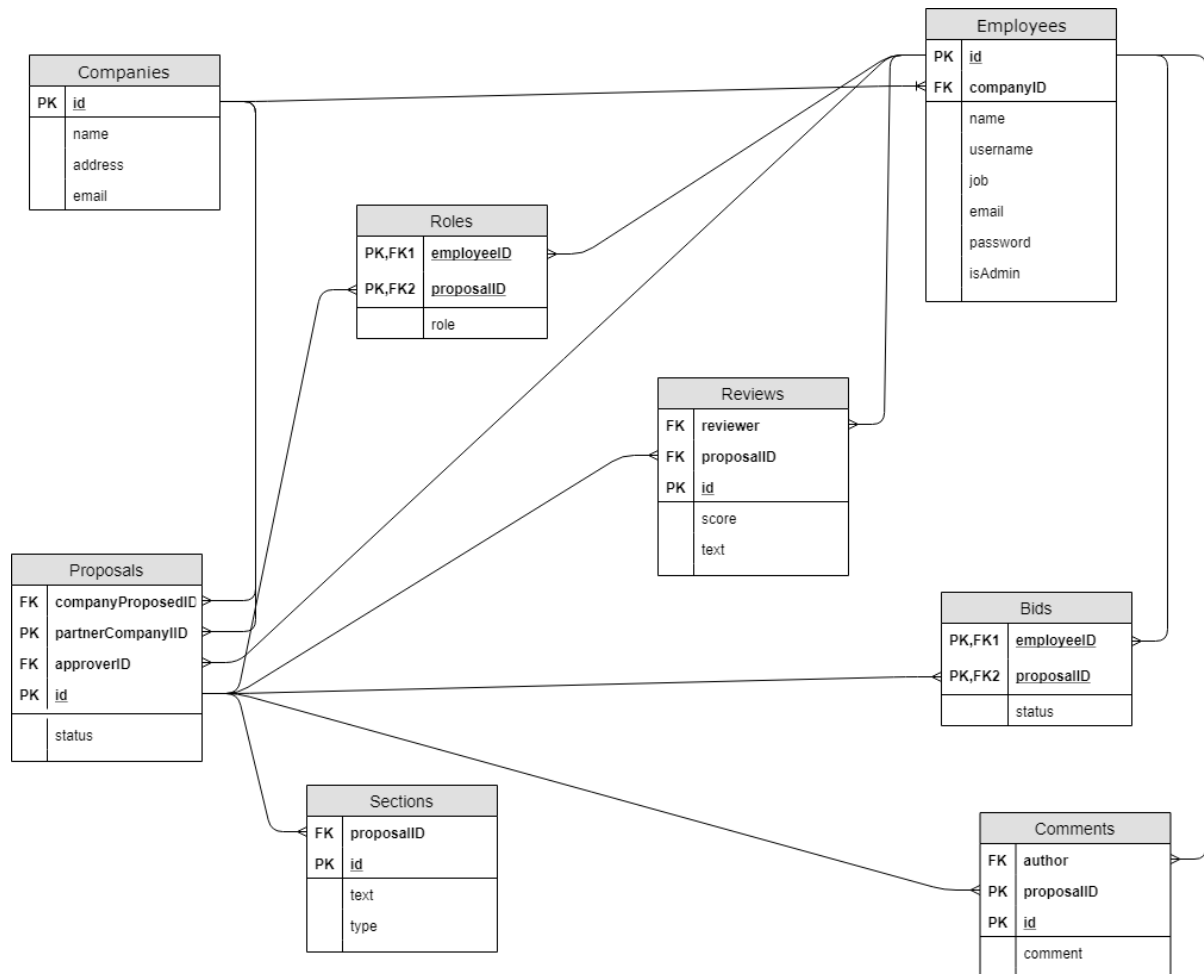 Employees
PK id
FK companyID
name
username
job
email
password
isAdmin
Companies
PK id
name
address
email
Roles
PK,FK1 employeeID
PK,FK2 proposalID
role
Reviews
FK reviewer
FK proposalID
PK id
score
text
Proposals
FK companyProposedID
PK partnerCompanyIID
FK approverID
PK id
status
Bids
PK,FK1 employeeID
PK,FK2 proposalID
status
Sections
FK proposalID
PK id
text
type
Comments
FK author
PK proposalID
PK id
comment